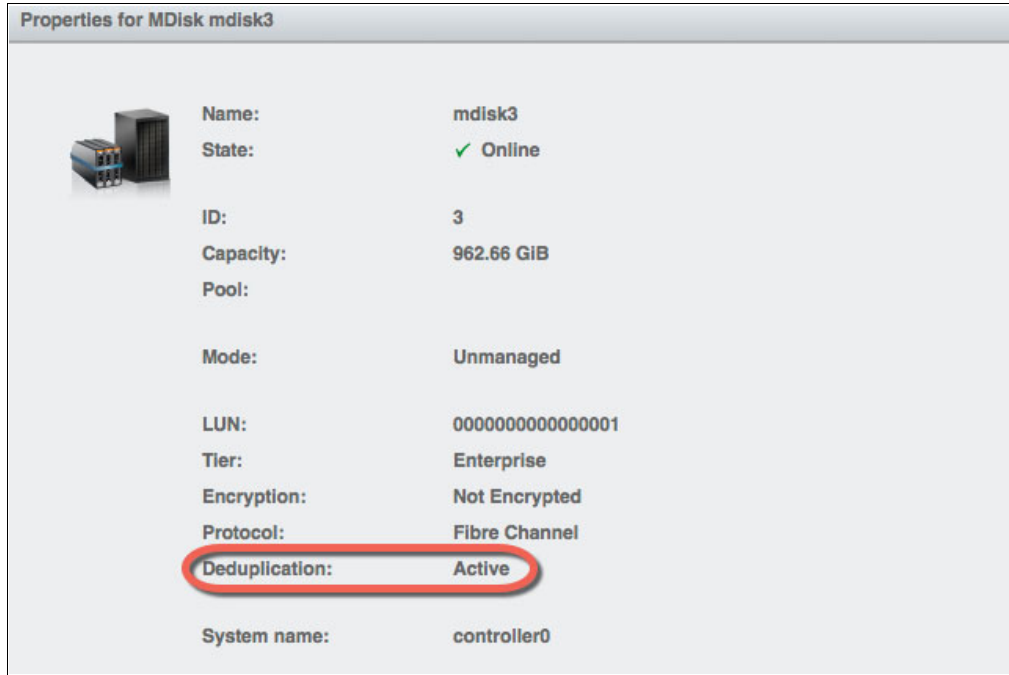 Properties for MDisk mdisk3
Name: mdisk3
State: ✓ Online
ID: 3
Capacity: 962.66 GiB
Pool:
Mode: Unmanaged
LUN: 0000000000000001
Tier: Enterprise
Encryption: Not Encrypted
Protocol: Fibre Channel
Deduplication: Active
System name: controller0